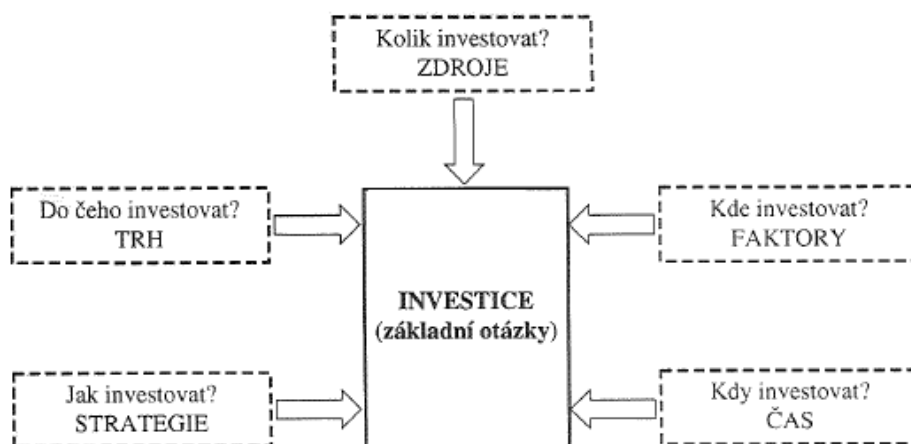 Kolik investovat?
ZDROJE
Do čeho investovat?
TRH
Kde investovat?
FAKTORY
INVESTICE
(základní otázky)
Jak investovat?
STRATEGIE
Kdy investovat?
ČAS